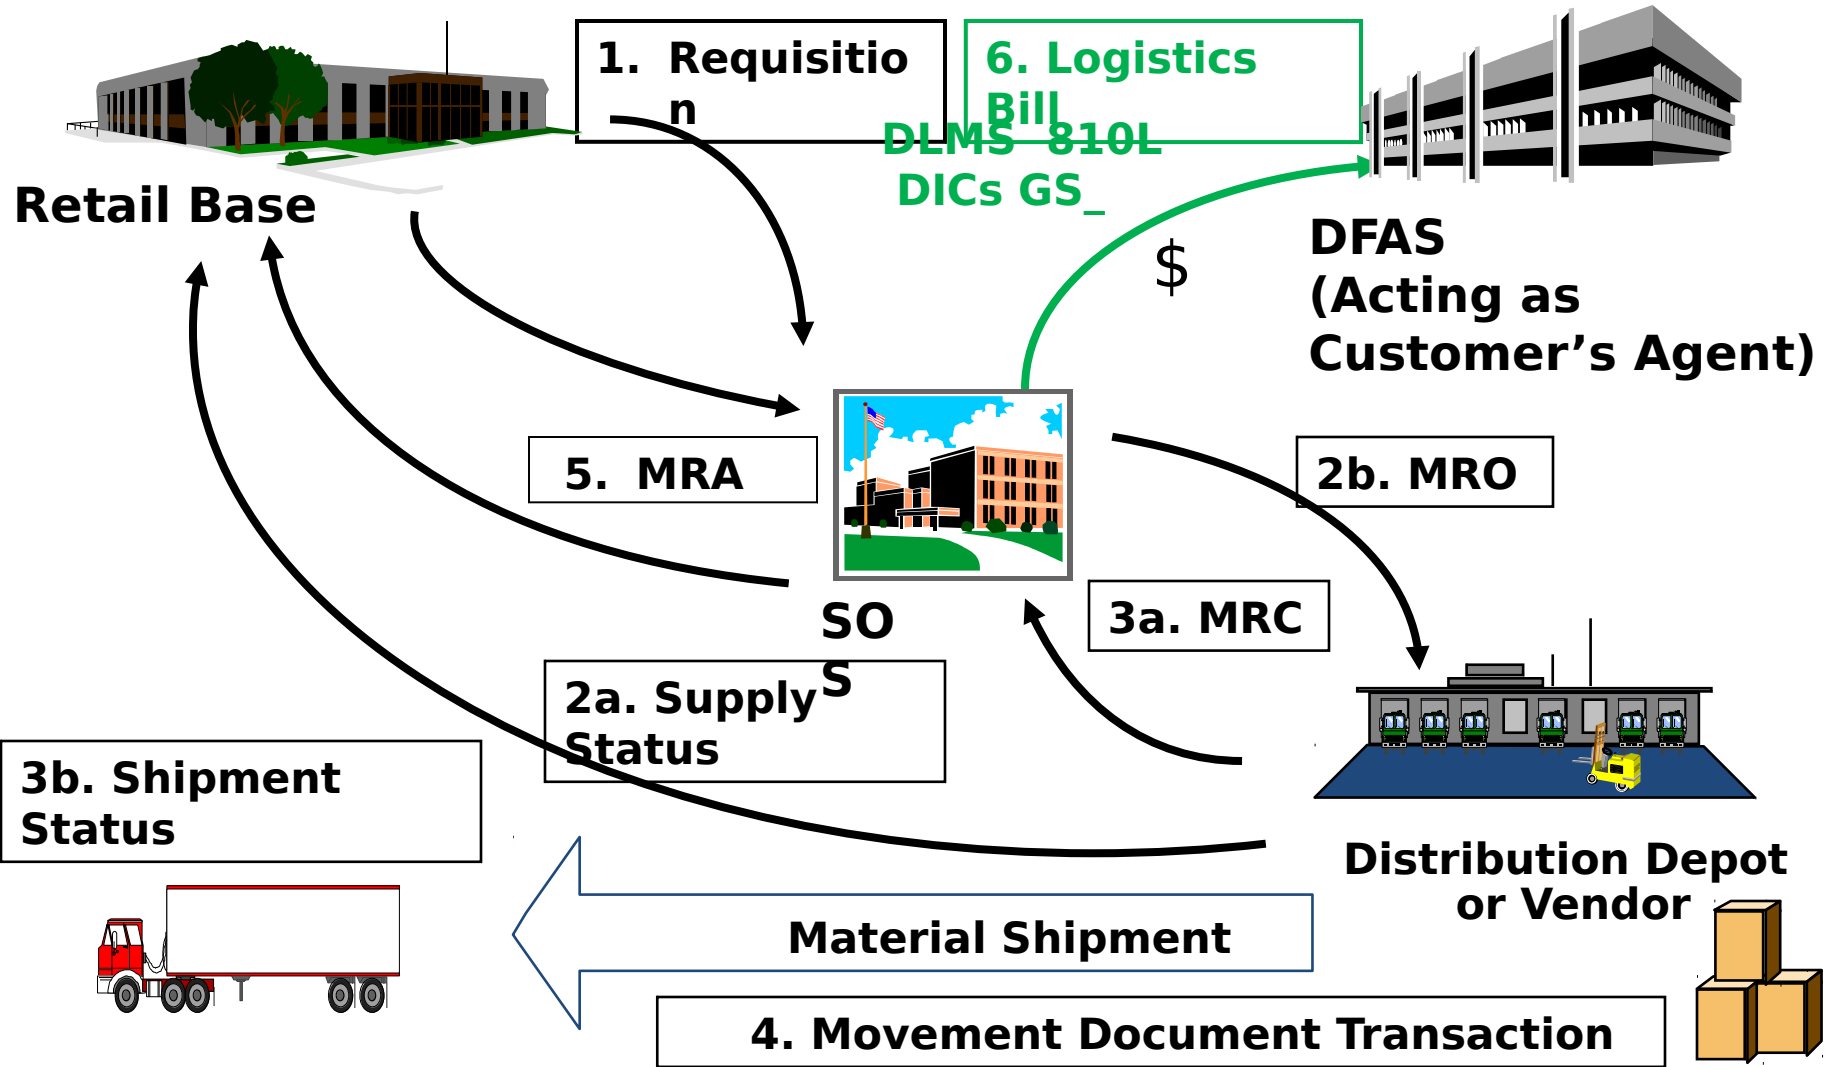 1. Requisitio
n
6. Logistics
Bill
DLMS 810L
DICs GS_
Retail Base
$
DFAS
(Acting as
Customer’s Agent)
5. MRA
2b. MRO
SO
S
3a. MRC
2a. Supply
Status
3b. Shipment
Status
Distribution Depot
or Vendor
Material Shipment
4. Movement Document Transaction